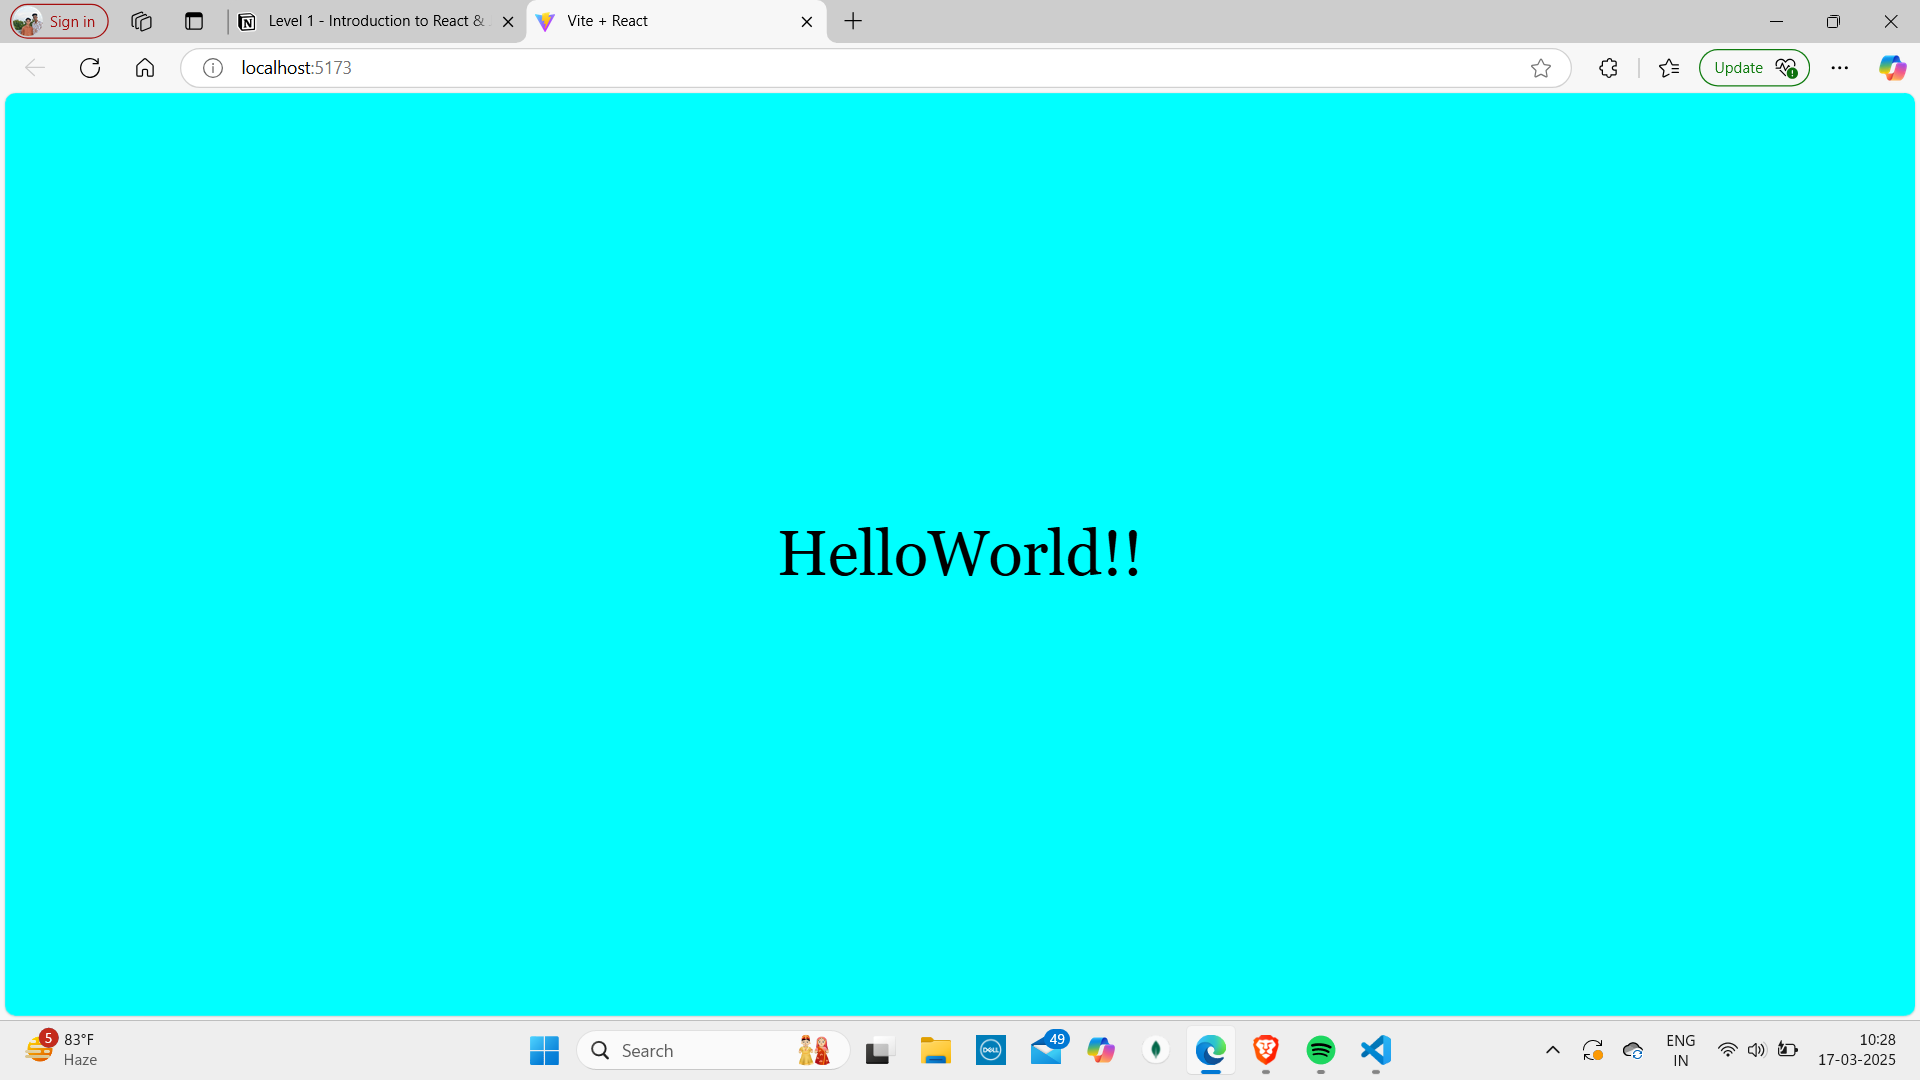 Sign in
Level 1 - Introduction to React &
Vite + React
localhost:5173
Update
HelloWorld!!
5
83°F
Haze
Search
DELL
49
ENG
IN
10:28
17-03-2025